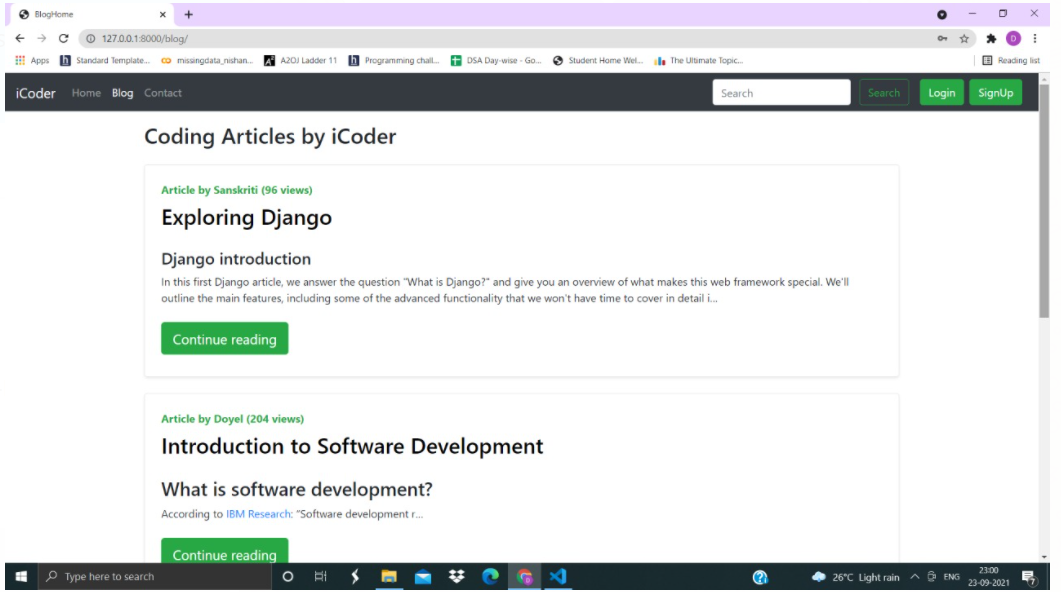 BlogHome
127.0.0.1:8000/blog/
D
Apps Standard Template... missingdata_nishan... A2OJ Ladder 11 Programming chall... DSA Day-wise - Go... Student Home Wel... The Ultimate Topic... Reading list
iCoder Home Blog Contact Search Search Login SignUp
Coding Articles by iCoder
Article by Sanskriti (96 views)
Exploring Django
Django introduction
In this first Django article, we answer the question "What is Django?" and give you an overview of what makes this web framework special. We'll
outline the main features, including some of the advanced functionality that we won't have time to cover in detail i...
Continue reading
Article by Doyel (204 views)
Introduction to Software Development
What is software development?
According to IBM Research: "Software development r...
Continue reading
Type here to search 26°C Light rain ENG 23:00
23-09-2021